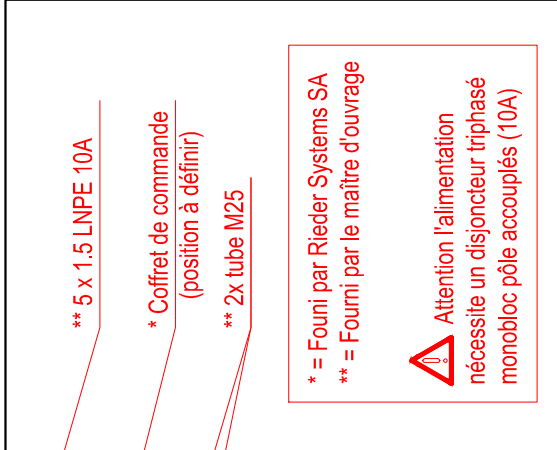 ** 5 x 1.5 LNPE 10A
* Coffret de commande
(position à définir)
** 2x tube M25
* = Founi par Rieder Systems SA
** = Fourni par le maître d'ouvrage
Attention l'alimentation
nécessite un disjoncteur triphasé
monobloc pôle accouplés (10A)